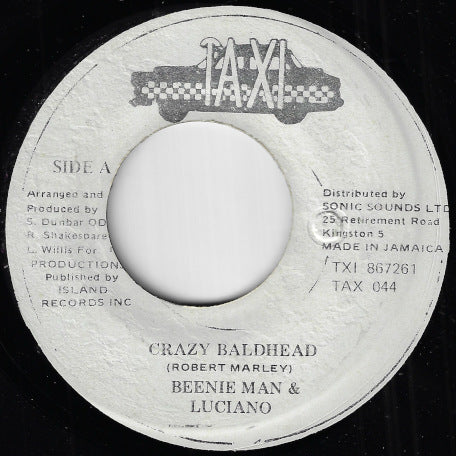 TAXI
SIDE A
Arranged and
Produced by
S. Dunbar OD
R. Shakespare
L. Willis For
PRODUCTION
Published by
ISLAND
RECORDS INC
Distributed by
SONIC SOUNDS LTD
25 Retirement Road
Kingston 5
MADE IN JAMAICA
TXI 867261
TAX 044
CRAZY BALDHEAD
(ROBERT MARLEY)
BEENIE MAN &
LUCIANO